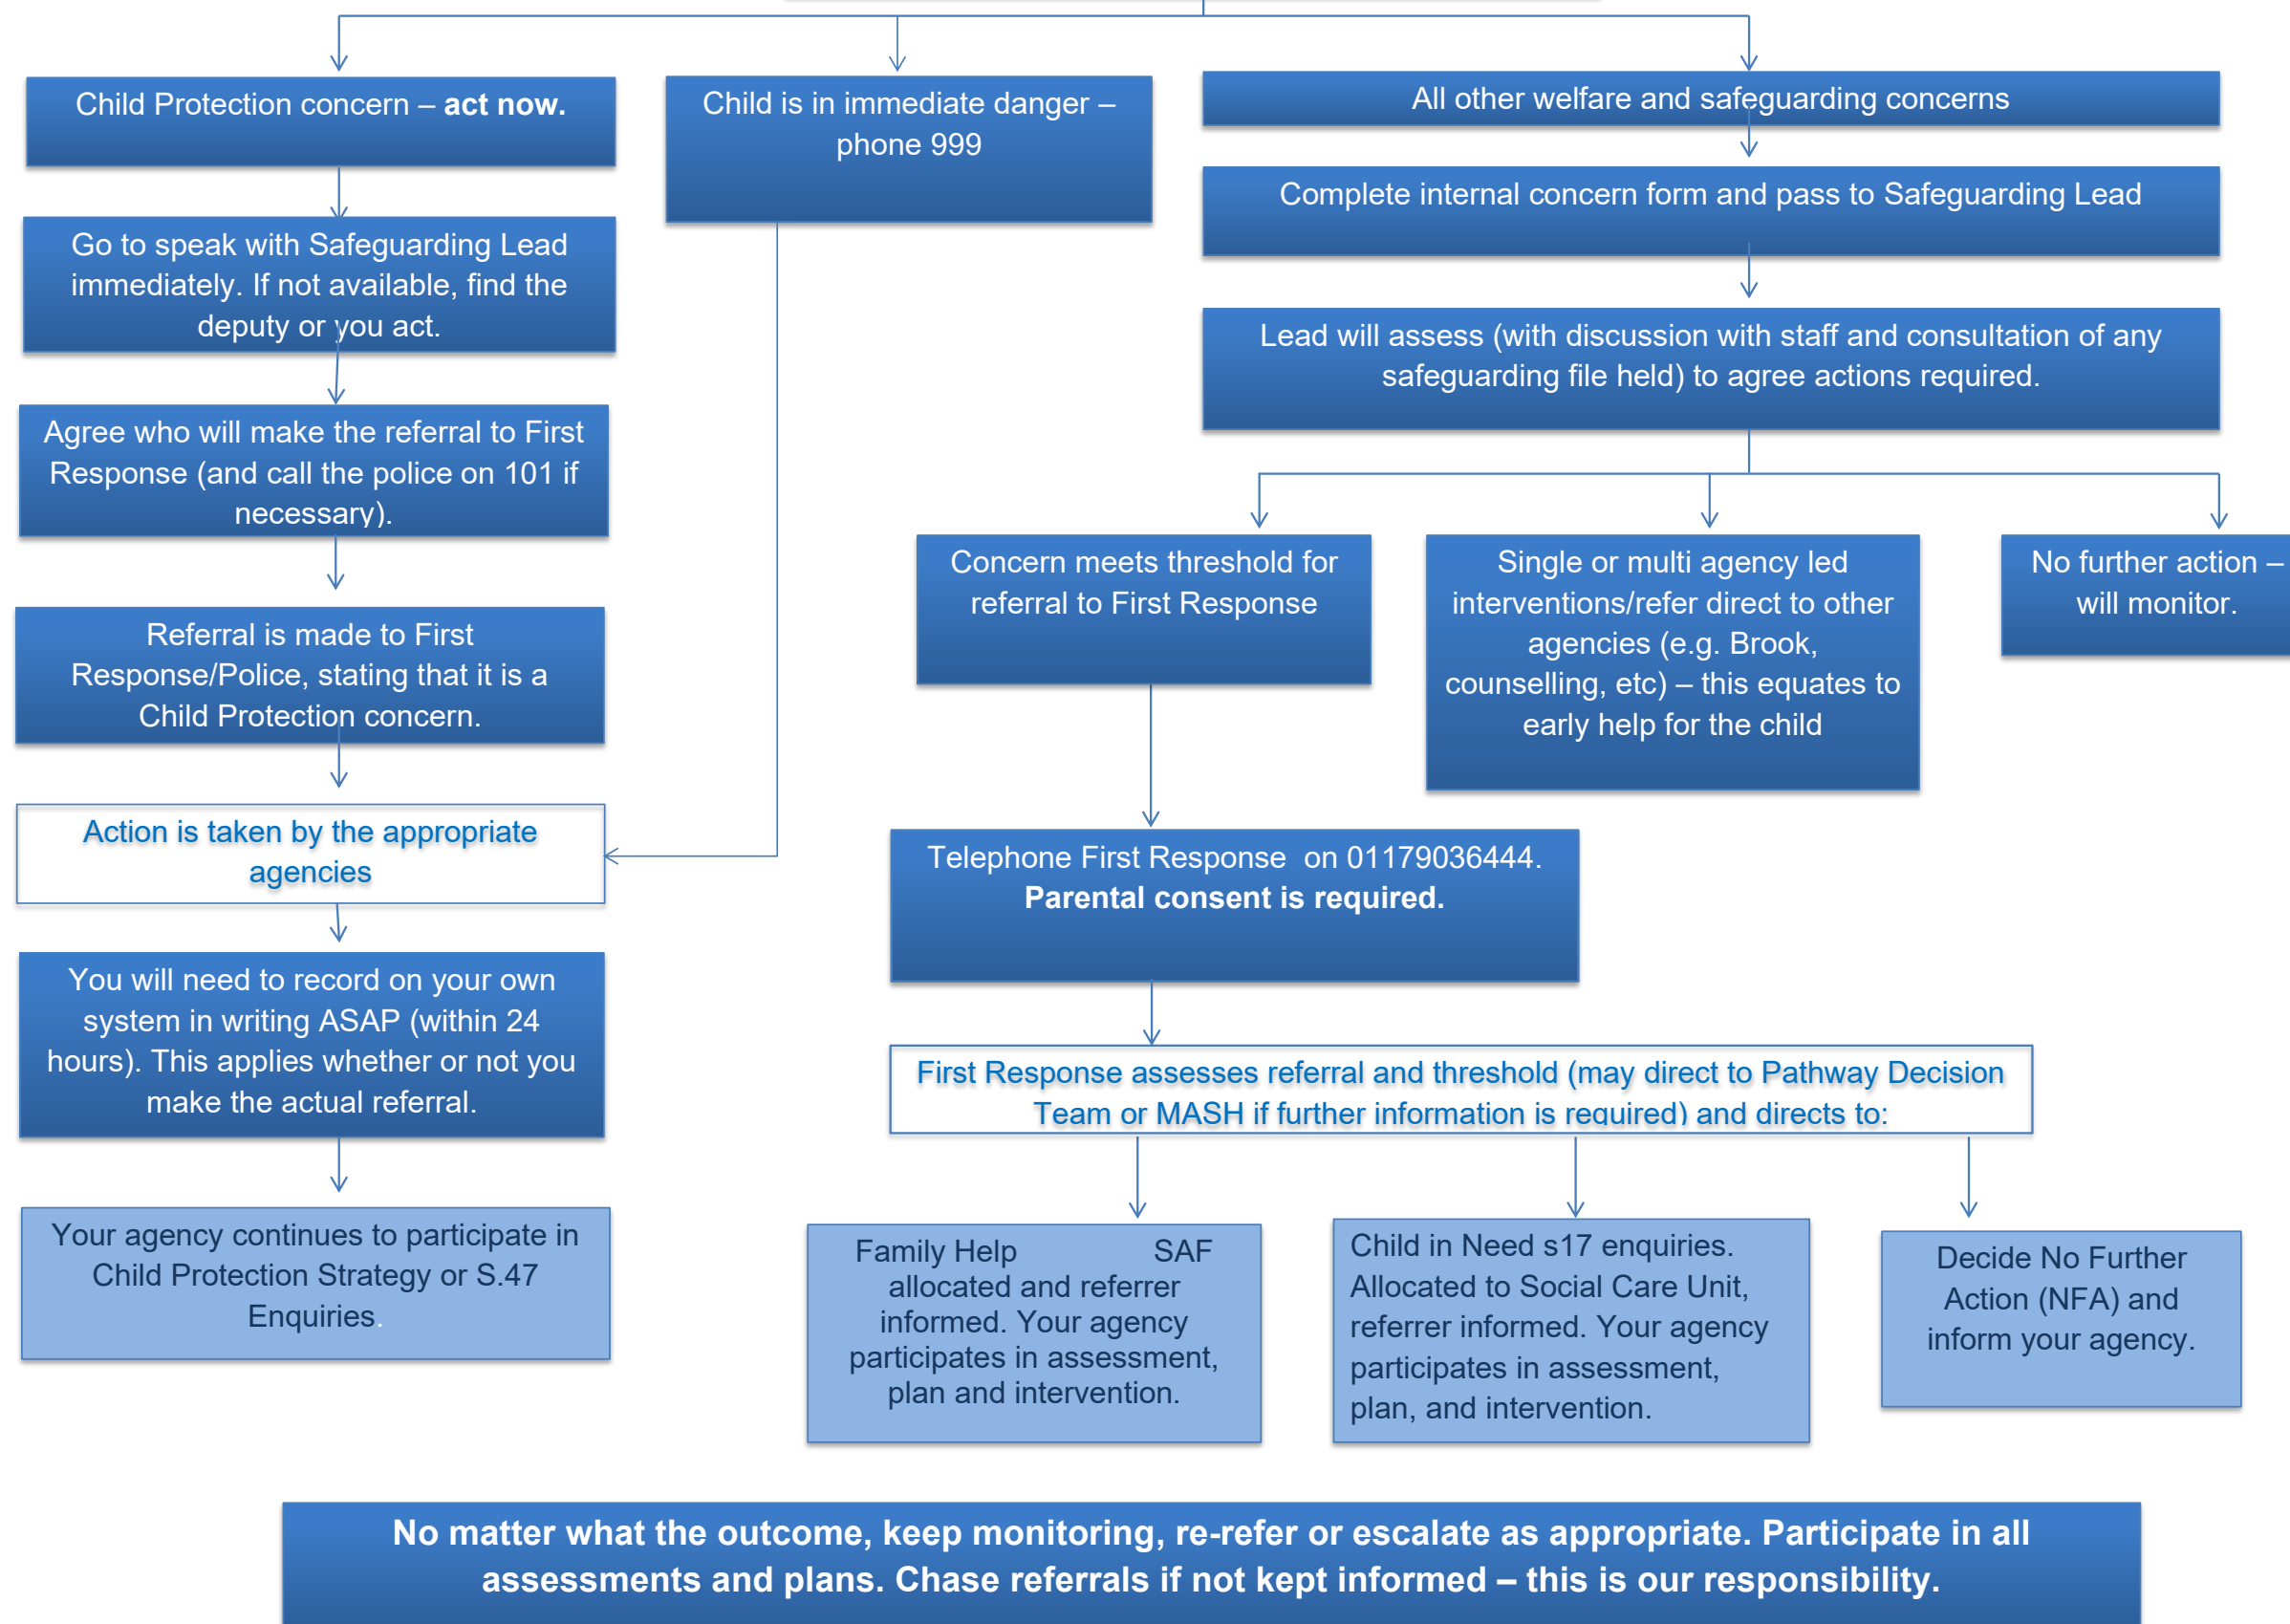 Child Protection concern – act now.
Child is in immediate danger –
phone 999
All other welfare and safeguarding concerns
Go to speak with Safeguarding Lead
immediately. If not available, find the
deputy or you act.
Complete internal concern form and pass to Safeguarding Lead
Lead will assess (with discussion with staff and consultation of any
safeguarding file held) to agree actions required.
Agree who will make the referral to First
Response (and call the police on 101 if
necessary).
Concern meets threshold for
referral to First Response
Single or multi agency led
interventions/refer direct to other
agencies (e.g. Brook,
counselling, etc) – this equates to
early help for the child
No further action –
will monitor.
Referral is made to First
Response/Police, stating that it is a
Child Protection concern.
Action is taken by the appropriate
agencies
Telephone First Response  on 01179036444.
Parental consent is required.
You will need to record on your own
system in writing ASAP (within 24
hours). This applies whether or not you
make the actual referral.
First Response assesses referral and threshold (may direct to Pathway Decision
Team or MASH if further information is required) and directs to:
Your agency continues to participate in
Child Protection Strategy or S.47
Enquiries.
Family Help SAF
allocated and referrer
informed. Your agency
participates in assessment,
plan and intervention.
Child in Need s17 enquiries.
Allocated to Social Care Unit,
referrer informed. Your agency
participates in assessment,
plan, and intervention.
Decide No Further
Action (NFA) and
inform your agency.
No matter what the outcome, keep monitoring, re-refer or escalate as appropriate. Participate in all
assessments and plans. Chase referrals if not kept informed – this is our responsibility.